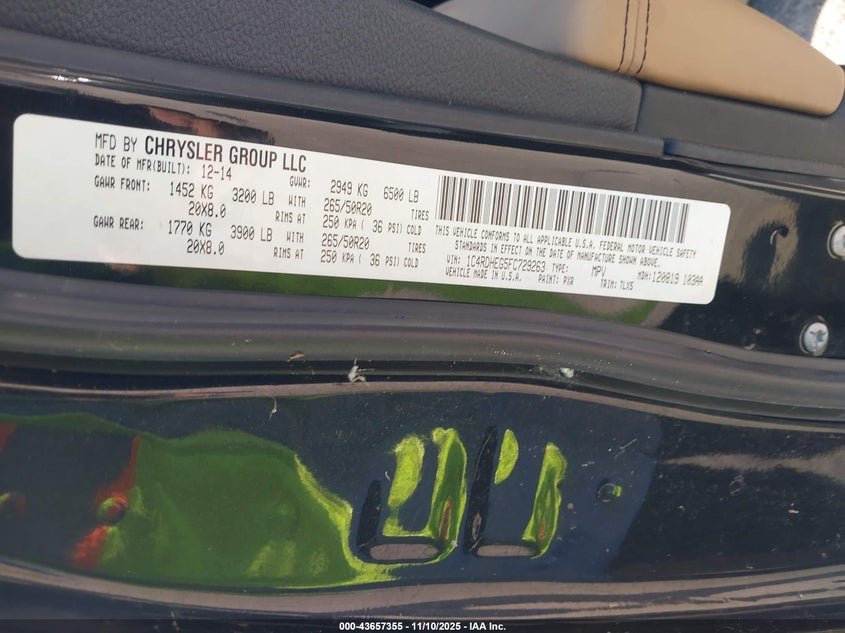 MFD BY CHRYSLER GROUP LLC
DATE OF MFR(BUILT): 12-14 GVWR: 2949 KG 6500 LB
GAWR FRONT: 1452 KG 3200 LB WITH 265/50R20 TIRES
20X8.0 RIMS AT 250 KPA ( 36 PSI) COLD
GAWR REAR: 1770 KG 3900 LB WITH 265/50R20 TIRES
20X8.0 RIMS AT 250 KPA ( 36 PSI) COLD
THIS VEHICLE CONFORMS TO ALL APPLICABLE U.S.A. FEDERAL MOTOR VEHICLE SAFETY
STANDARDS IN EFFECT ON THE DATE OF MANUFACTURE SHOWN ABOVE.
VIN: 1C4RDHEG5FC729263 TYPE: MPV MDH:120819 103AA
VEHICLE MADE IN U.S.A. PAINT: PXR TRIM: TLX5
000-43657355 — 11/10/2025 — IAA Inc.